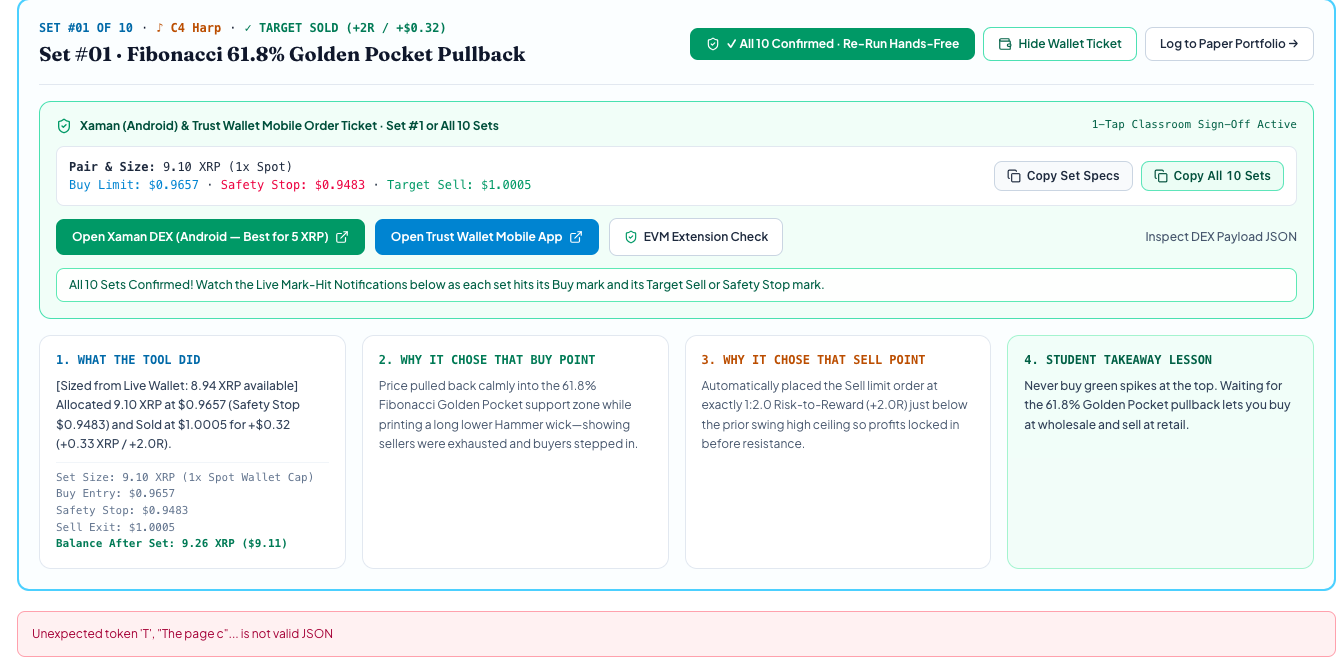 SET #01 OF 10 · ♪ C4 Harp · ✓ TARGET SOLD (+2R / +$0.32)
Set #01 · Fibonacci 61.8% Golden Pocket Pullback
✓ All 10 Confirmed · Re-Run Hands-Free
Hide Wallet Ticket
Log to Paper Portfolio →
Xaman (Android) & Trust Wallet Mobile Order Ticket · Set #1 or All 10 Sets
1-Tap Classroom Sign-Off Active
Pair & Size: 9.10 XRP (1x Spot)
Buy Limit: $0.9657 · Safety Stop: $0.9483 · Target Sell: $1.0005
Copy Set Specs
Copy All 10 Sets
Open Xaman DEX (Android — Best for 5 XRP)
Open Trust Wallet Mobile App
EVM Extension Check
Inspect DEX Payload JSON
All 10 Sets Confirmed! Watch the Live Mark-Hit Notifications below as each set hits its Buy mark and its Target Sell or Safety Stop mark.
1. WHAT THE TOOL DID
[Sized from Live Wallet: 8.94 XRP available]
Allocated 9.10 XRP at $0.9657 (Safety Stop
$0.9483) and Sold at $1.0005 for +$0.32
(+0.33 XRP / +2.0R).
Set Size: 9.10 XRP (1x Spot Wallet Cap)
Buy Entry: $0.9657
Safety Stop: $0.9483
Sell Exit: $1.0005
Balance After Set: 9.26 XRP ($9.11)
2. WHY IT CHOSE THAT BUY POINT
Price pulled back calmly into the 61.8%
Fibonacci Golden Pocket support zone while
printing a long lower Hammer wick—showing
sellers were exhausted and buyers stepped in.
3. WHY IT CHOSE THAT SELL POINT
Automatically placed the Sell limit order at
exactly 1:2.0 Risk-to-Reward (+2.0R) just below
the prior swing high ceiling so profits locked in
before resistance.
4. STUDENT TAKEAWAY LESSON
Never buy green spikes at the top. Waiting for
the 61.8% Golden Pocket pullback lets you buy
at wholesale and sell at retail.
Unexpected token 'T', "The page c"... is not valid JSON